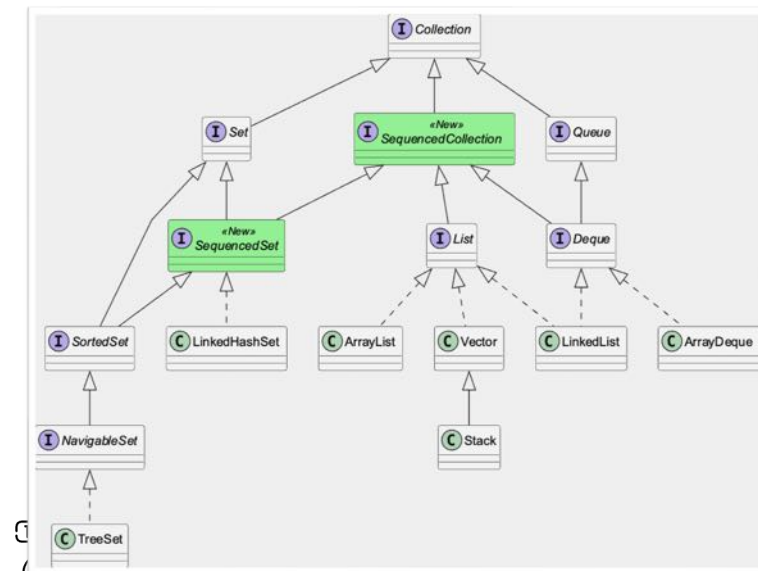 I Collection
I Set
«New»
I SequencedCollection
I Queue
«New»
I SequencedSet
I List
I Deque
I SortedSet
C LinkedHashSet
C ArrayList
C Vector
C LinkedList
C ArrayDeque
I NavigableSet
C Stack
C TreeSet